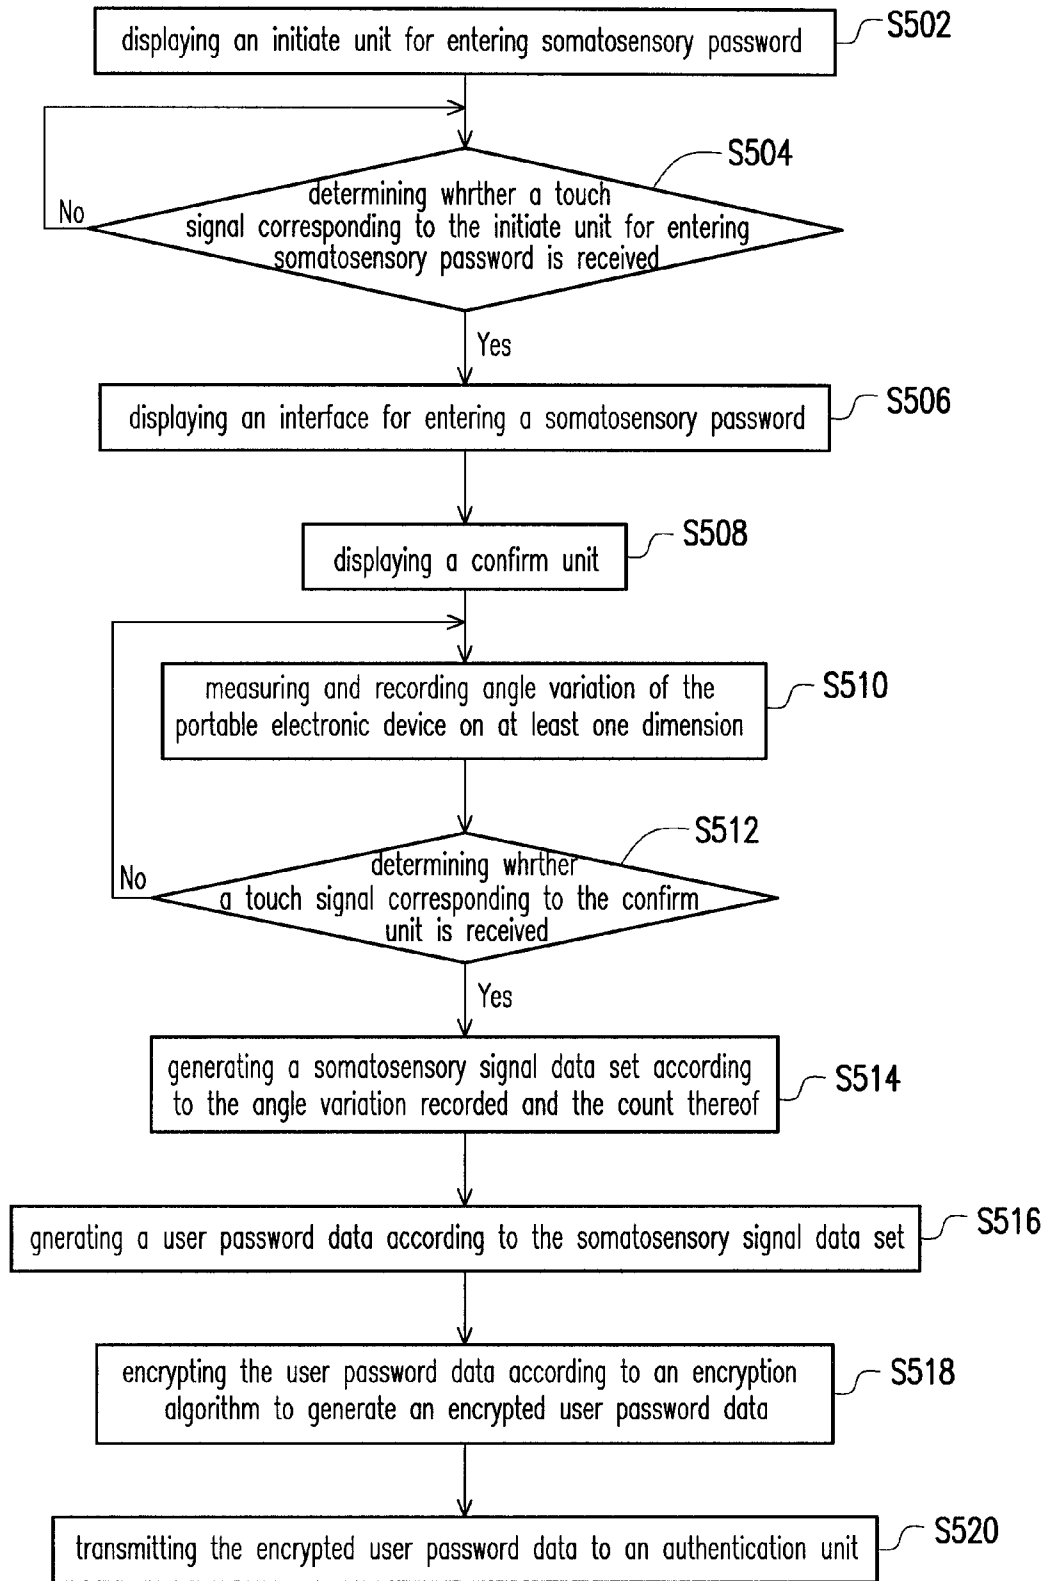 displaying an initiate unit for entering somatosensory password
S502
S504
determining whrther a touch
signal corresponding to the initiate unit for entering
somatosensory password is received
No
Yes
displaying an interface for entering a somatosensory password
S506
displaying a confirm unit
S508
measuring and recording angle variation of the
portable electronic device on at least one dimension
S510
S512
determining whrther
a touch signal corresponding to the confirm
unit is received
No
Yes
generating a somatosensory signal data set according
to the angle variation recorded and the count thereof
S514
gnerating a user password data according to the somatosensory signal data set
S516
encrypting the user password data according to an encryption
algorithm to generate an encrypted user password data
S518
transmitting the encrypted user password data to an authentication unit
S520